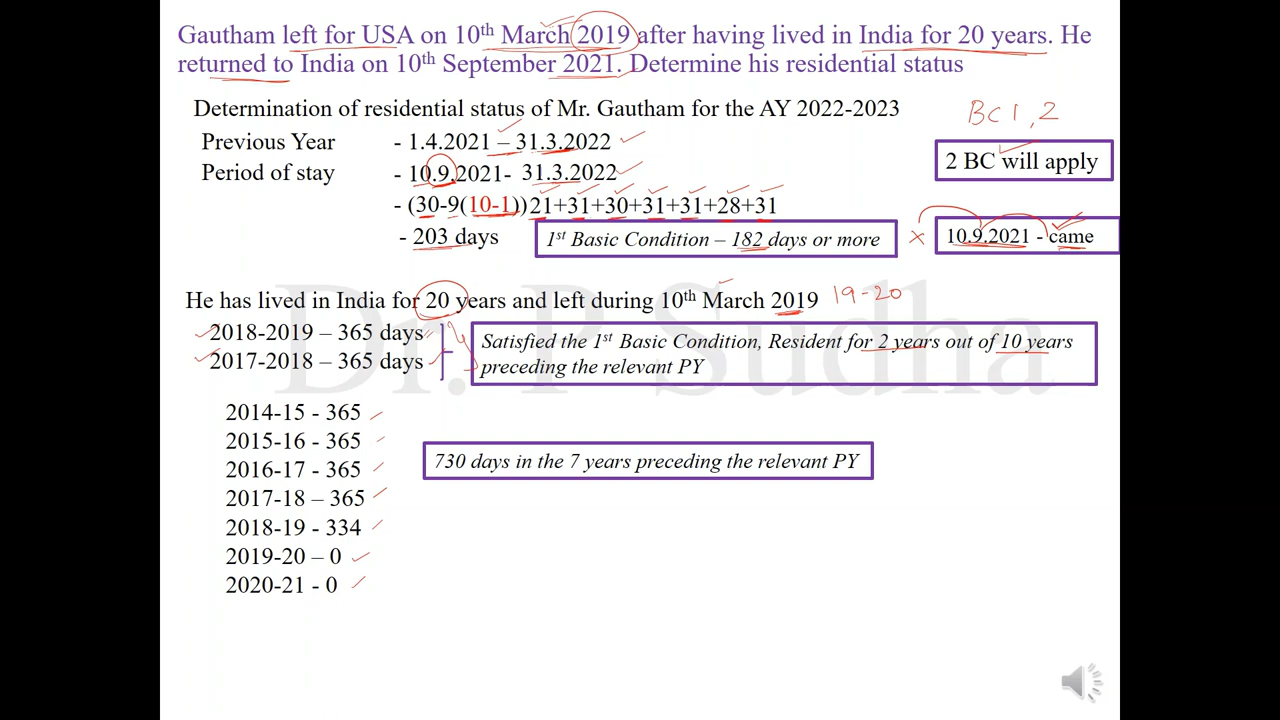 Gautham left for USA on 10th March 2019 after having lived in India for 20 years. He
returned to India on 10th September 2021. Determine his residential status
Determination of residential status of Mr. Gautham for the AY 2022-2023
BC 1, 2
Previous Year - 1.4.2021 – 31.3.2022
2 BC will apply
Period of stay - 10.9.2021- 31.3.2022
- (30-9(10-1)) 21+31+30+31+31+28+31
- 203 days
1st Basic Condition – 182 days or more
10.9.2021 - came
He has lived in India for 20 years and left during 10th March 2019
19-20
2018-2019 – 365 days
2017-2018 – 365 days
Satisfied the 1st Basic Condition, Resident for 2 years out of 10 years
preceding the relevant PY
2014-15 - 365
2015-16 - 365
2016-17 - 365
2017-18 – 365
2018-19 - 334
2019-20 – 0
2020-21 - 0
730 days in the 7 years preceding the relevant PY
Dr. P Sudha